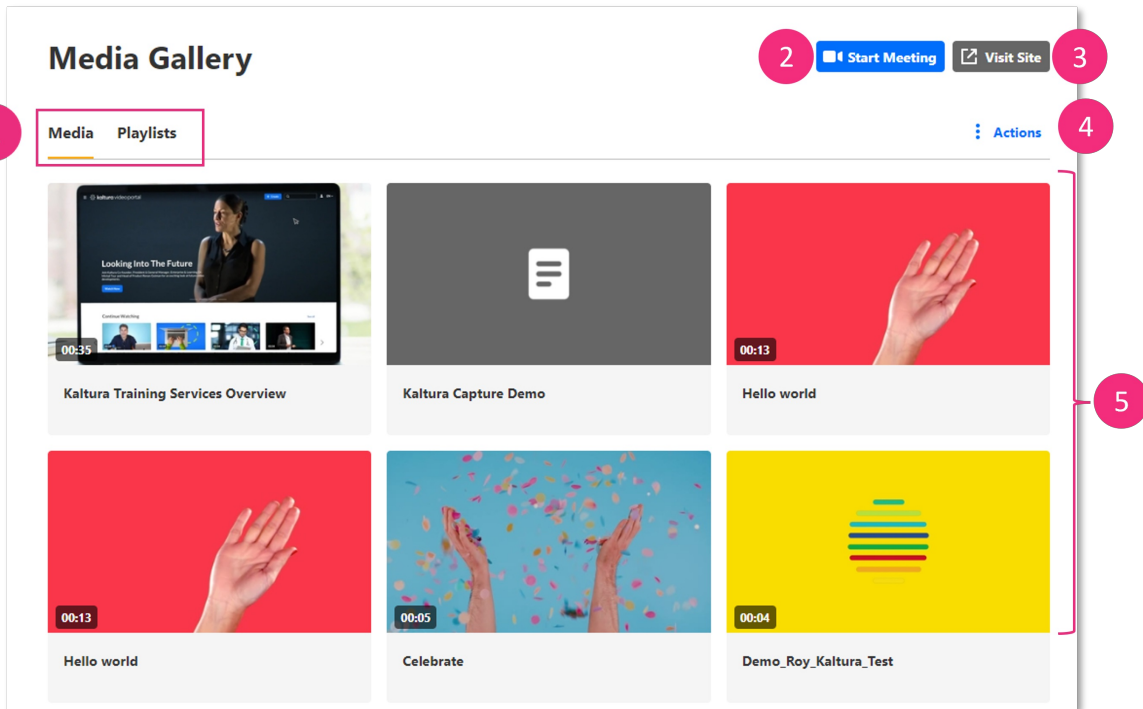 Media Gallery
2
Start Meeting
Visit Site
3
Media Playlists
Actions
4
kaltura videoportal
Looking Into The Future
Continue Watching
00:35
00:13
Kaltura Training Services Overview
Kaltura Capture Demo
Hello world
5
00:13
00:05
00:04
Hello world
Celebrate
Demo_Roy_Kaltura_Test